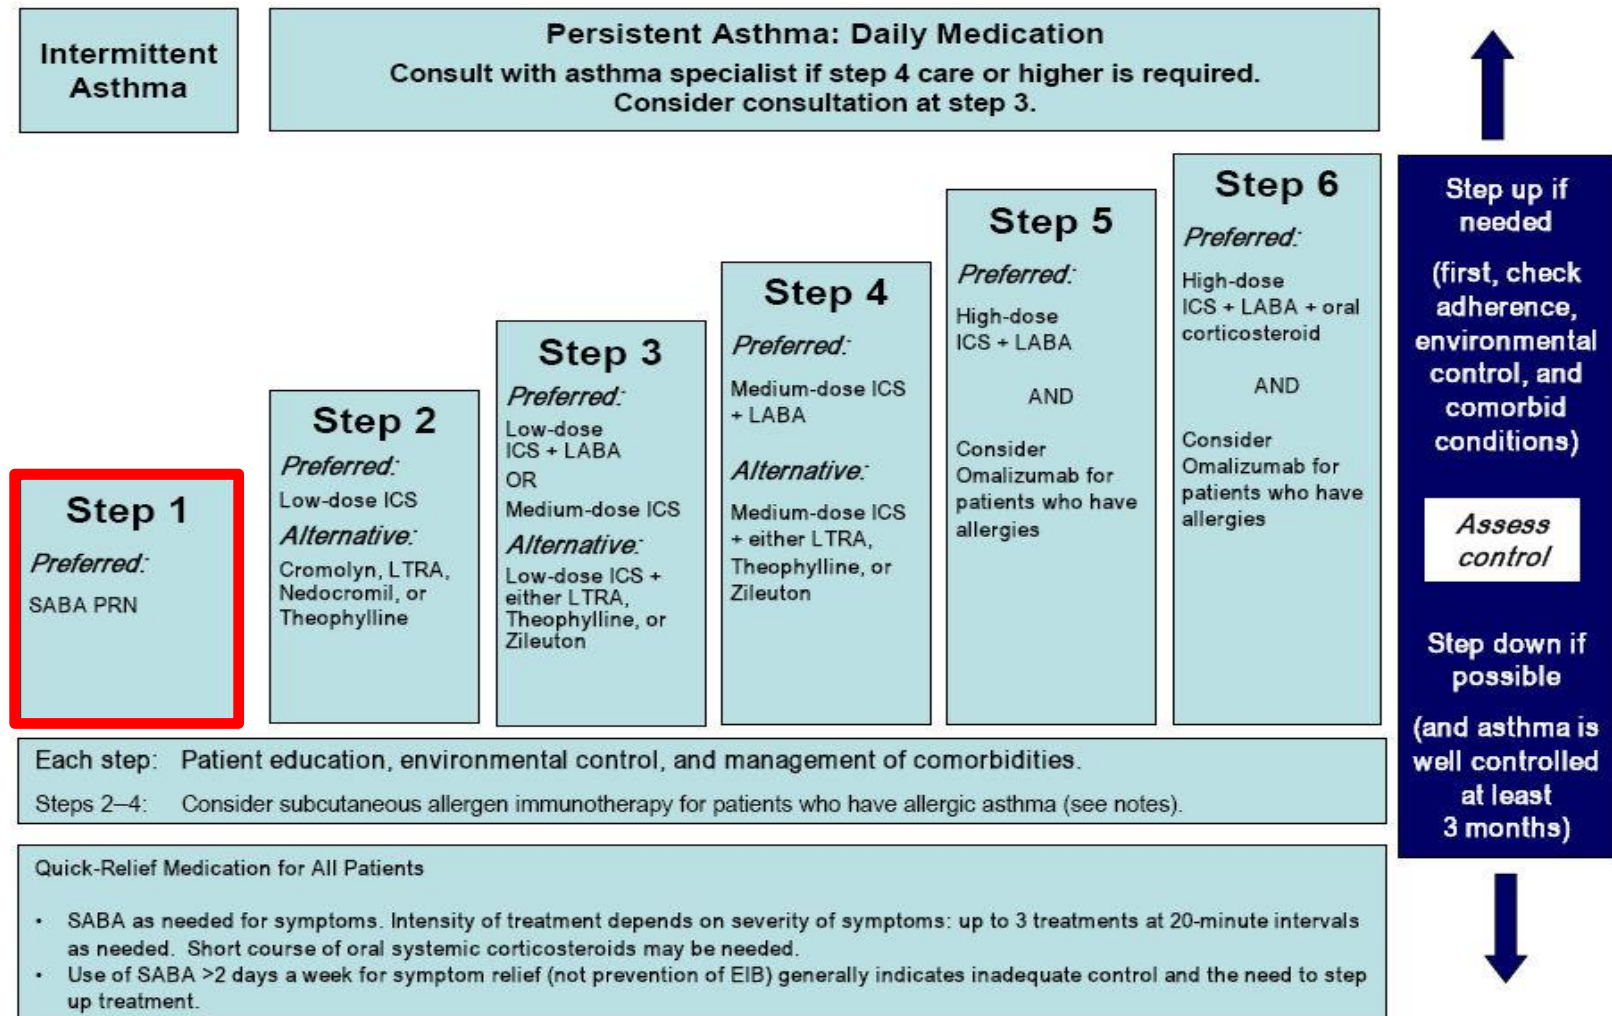 Intermittent
Asthma
Persistent Asthma: Daily Medication
Consult with asthma specialist if step 4 care or higher is required.
Consider consultation at step 3.
Step 1
Preferred:
SABA PRN
Step 2
Preferred:
Low-dose ICS
Alternative:
Cromolyn, LTRA,
Nedocromil, or
Theophylline
Step 3
Preferred:
Low-dose
ICS + LABA
OR
Medium-dose ICS
Alternative:
Low-dose ICS +
either LTRA,
Theophylline, or
Zileuton
Step 4
Preferred:
Medium-dose ICS
+ LABA
Alternative:
Medium-dose ICS
+ either LTRA,
Theophylline, or
Zileuton
Step 5
Preferred:
High-dose
ICS + LABA
AND
Consider
Omalizumab for
patients who have
allergies
Step 6
Preferred:
High-dose
ICS + LABA + oral
corticosteroid
AND
Consider
Omalizumab for
patients who have
allergies
Step up if
needed
(first, check
adherence,
environmental
control, and
comorbid
conditions)
Assess
control
Step down if
possible
(and asthma is
well controlled
at least
3 months)
Each step: Patient education, environmental control, and management of comorbidities.
Steps 2–4: Consider subcutaneous allergen immunotherapy for patients who have allergic asthma (see notes).
Quick-Relief Medication for All Patients
• SABA as needed for symptoms. Intensity of treatment depends on severity of symptoms: up to 3 treatments at 20-minute intervals
as needed. Short course of oral systemic corticosteroids may be needed.
• Use of SABA >2 days a week for symptom relief (not prevention of EIB) generally indicates inadequate control and the need to step
up treatment.